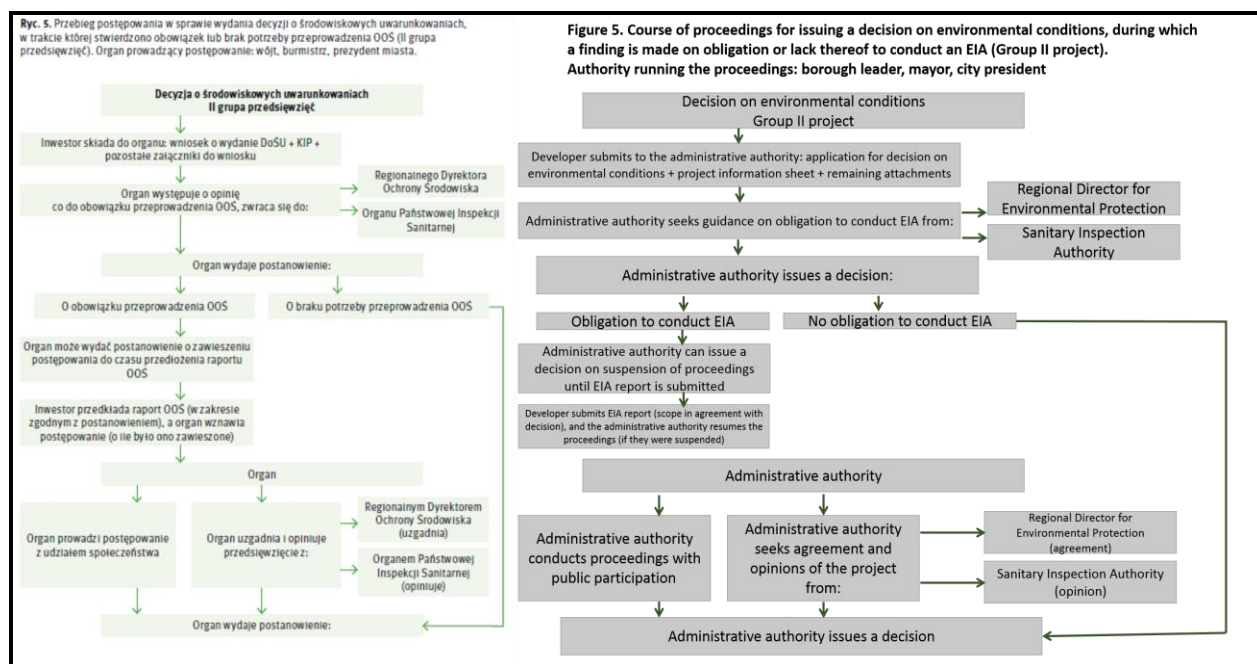 Ryc. 5. Przebieg postępowania w sprawie wydania decyzji o środowiskowych uwarunkowaniach,
w trakcie której stwierdzono obowiązek lub brak potrzeby przeprowadzenia OOŚ (II grupa
przedsięwzięć). Organ prowadzący postępowanie: wójt, burmistrz, prezydent miasta.
Decyzja o środowiskowych uwarunkowaniach
II grupa przedsięwzięć
Inwestor składa do organu: wniosek o wydanie DoŚU + KIP +
pozostałe załączniki do wniosku
Organ występuje o opinię
co do obowiązku przeprowadzenia OOŚ, zwraca się do:
Regionalnego Dyrektora
Ochrony Środowiska
Organu Państwowej Inspekcji
Sanitarnej
Organ wydaje postanowienie:
O obowiązku przeprowadzenia OOŚ
O braku potrzeby przeprowadzenia OOŚ
Organ może wydać postanowienie o zawieszeniu
postępowania do czasu przedłożenia raportu
OOŚ
Inwestor przedkłada raport OOŚ (w zakresie
zgodnym z postanowieniem), a organ wznawia
postępowanie (o ile było ono zawieszone)
Organ
Organ prowadzi postępowanie
z udziałem społeczeństwa
Organ uzgadnia i opiniuje
przedsięwzięcie z:
Regionalnym Dyrektorem
Ochrony Środowiska
(uzgadnia)
Organem Państwowej
Inspekcji Sanitarnej
(opiniuje)
Organ wydaje postanowienie:
Figure 5. Course of proceedings for issuing a decision on environmental conditions, during which
a finding is made on obligation or lack thereof to conduct an EIA (Group II project).
Authority running the proceedings: borough leader, mayor, city president
Decision on environmental conditions
Group II project
Developer submits to the administrative authority: application for decision on
environmental conditions + project information sheet + remaining attachments
Administrative authority seeks guidance on obligation to conduct EIA from:
Regional Director for
Environmental Protection
Sanitary Inspection
Authority
Administrative authority issues a decision:
Obligation to conduct EIA
No obligation to conduct EIA
Administrative authority can issue a
decision on suspension of proceedings
until EIA report is submitted
Developer submits EIA report (scope in agreement with
decision), and the administrative authority resumes the
proceedings (if they were suspended)
Administrative authority
Administrative authority
conducts proceedings with
public participation
Administrative authority
seeks agreement and
opinions of the project
from:
Regional Director for
Environmental Protection
(agreement)
Sanitary Inspection Authority
(opinion)
Administrative authority issues a decision